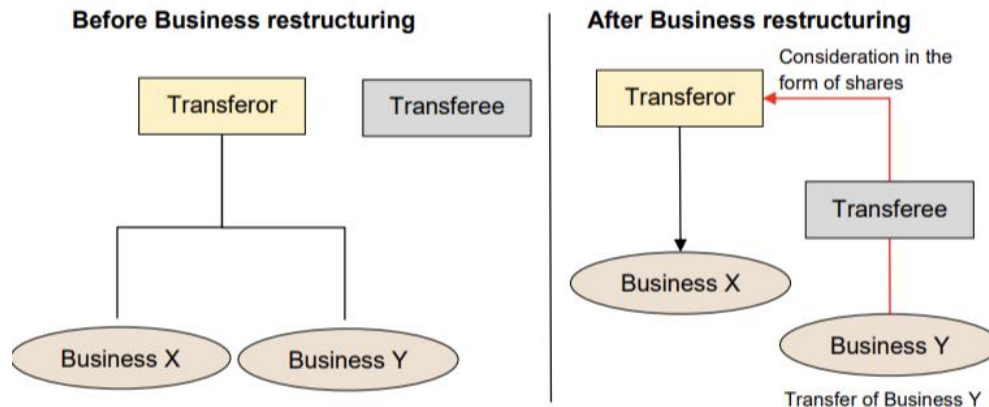 Before Business restructuring
Transferor
Transferee
Business X
Business Y
After Business restructuring
Consideration in the
form of shares
Transferor
Transferee
Business X
Business Y
Transfer of Business Y